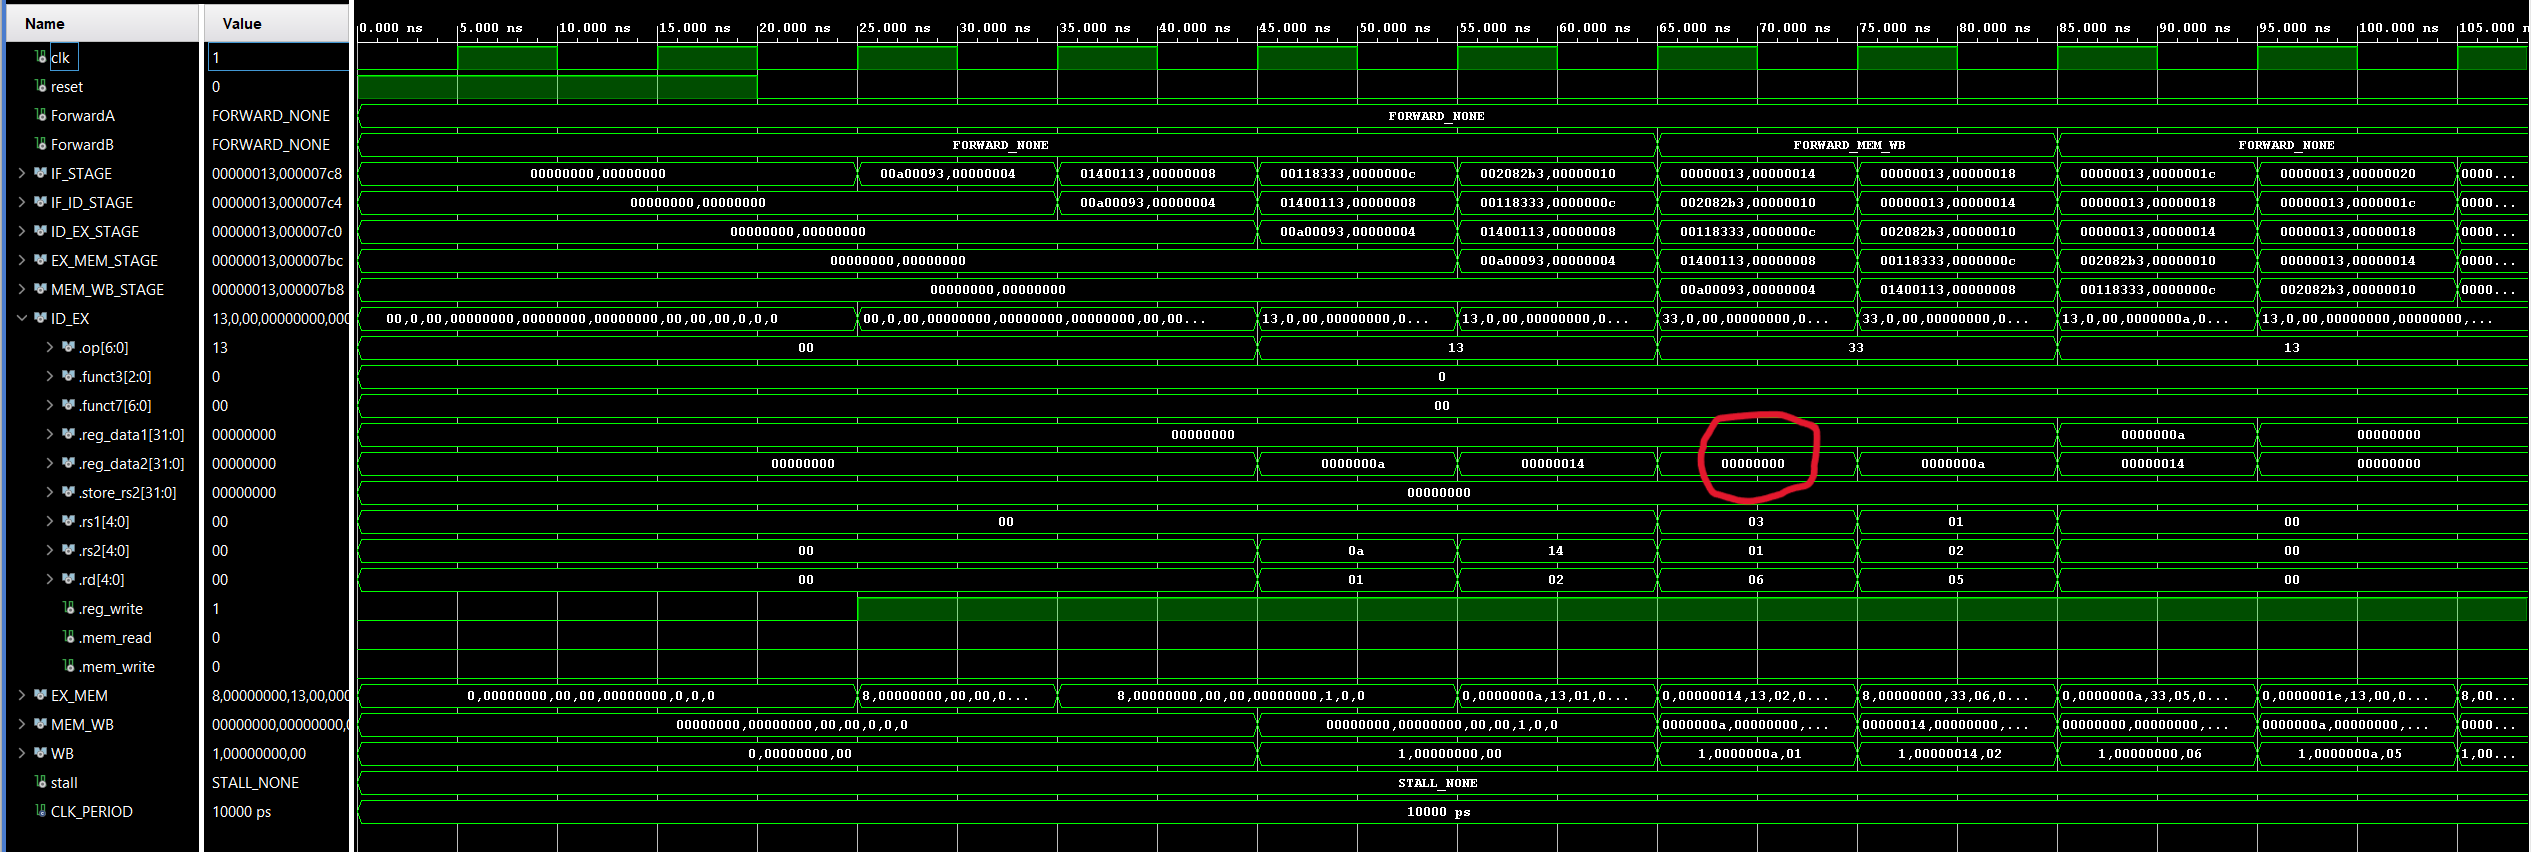 Name Value 0.000 ns 5.000 ns 10.000 ns 15.000 ns 20.000 ns 25.000 ns 30.000 ns 35.000 ns 40.000 ns 45.000 ns 50.000 ns 55.000 ns 60.000 ns 65.000 ns 70.000 ns 75.000 ns 80.000 ns 85.000 ns 90.000 ns 95.000 ns 100.000 ns 105.000 n
clk 1
reset 0
ForwardA FORWARD_NONE FORWARD_NONE
ForwardB FORWARD_NONE FORWARD_NONE FORWARD_MEM_WB FORWARD_NONE
IF_STAGE 00000013,000007c8 00000000,00000000 00a00093,00000004 01400113,00000008 00118333,0000000c 002082b3,00000010 00000013,00000014 00000013,00000018 00000013,0000001c 00000013,00000020 0000...
IF_ID_STAGE 00000013,000007c4 00000000,00000000 00a00093,00000004 01400113,00000008 00118333,0000000c 002082b3,00000010 00000013,00000014 00000013,00000018 00000013,0000001c 0000...
ID_EX_STAGE 00000013,000007c0 00000000,00000000 00a00093,00000004 01400113,00000008 00118333,0000000c 002082b3,00000010 00000013,00000014 00000013,00000018 0000...
EX_MEM_STAGE 00000013,000007bc 00000000,00000000 00a00093,00000004 01400113,00000008 00118333,0000000c 002082b3,00000010 00000013,00000014 0000...
MEM_WB_STAGE 00000013,000007b8 00000000,00000000 00a00093,00000004 01400113,00000008 00118333,0000000c 002082b3,00000010 0000...
ID_EX 13,0,00,00000000,000 00,0,00,00000000,00000000,00000000,00,00,00,0,0,0 00,0,00,00000000,00000000,00000000,00,00... 13,0,00,00000000,0... 13,0,00,00000000,0... 33,0,00,00000000,0... 33,0,00,00000000,0... 13,0,00,0000000a,0... 13,0,00,00000000,00000000,...
.op[6:0] 13 00 13 33 13
.funct3[2:0] 0 0
.funct7[6:0] 00 00
.reg_data1[31:0] 00000000 00000000 0000000a 00000000
.reg_data2[31:0] 00000000 00000000 0000000a 00000014 00000000 0000000a 00000014 00000000
.store_rs2[31:0] 00000000 00000000
.rs1[4:0] 00 00 03 01 00
.rs2[4:0] 00 00 0a 14 01 02 00
.rd[4:0] 00 00 01 02 06 05 00
.reg_write 1
.mem_read 0
.mem_write 0
EX_MEM 8,00000000,13,00,000 0,00000000,00,00,00000000,0,0,0 8,00000000,00,00,0... 8,00000000,00,00,00000000,1,0,0 0,0000000a,13,01,0... 0,00000014,13,02,0... 8,00000000,33,06,0... 0,0000000a,33,05,0... 0,0000001e,13,00,0... 8,00...
MEM_WB 00000000,00000000,0 00000000,00000000,00,00,0,0,0 00000000,00000000,00,00,1,0,0 0000000a,00000000,... 00000014,00000000,... 00000000,00000000,... 0000000a,00000000,... 0000...
WB 1,00000000,00 0,00000000,00 1,00000000,00 1,0000000a,01 1,00000014,02 1,00000000,06 1,0000000a,05 1,00...
stall STALL_NONE STALL_NONE
CLK_PERIOD 10000 ps 10000 ps